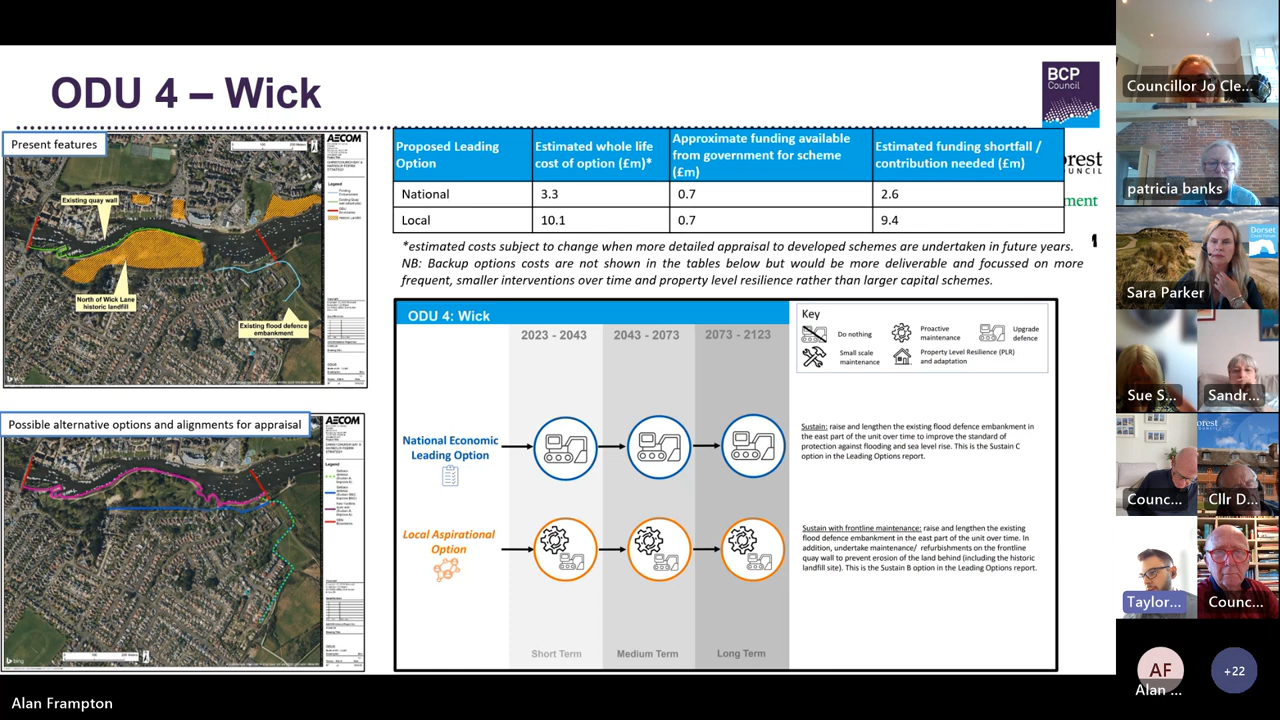 ODU 4 – Wick
BCP
Council
Present features
AECOM
Legend
Existing quay wall
North of Wick Lane
historic landfill
Existing flood defence
embankment
Possible alternative options and alignments for appraisal
AECOM
Legend
Proposed Leading
Option
Estimated whole life
cost of option (£m)*
Approximate funding available
from government for scheme
(£m)
Estimated funding shortfall /
contribution needed (£m)
National 3.3 0.7 2.6
Local 10.1 0.7 9.4
*estimated costs subject to change when more detailed appraisal to developed schemes are undertaken in future years.
NB: Backup options costs are not shown in the tables below but would be more deliverable and focussed on more
frequent, smaller interventions over time and property level resilience rather than larger capital schemes.
ODU 4: Wick
2023 - 2043 2043 - 2073 2073 - 2123
Key
Do nothing
Proactive
maintenance
Upgrade
defence
Small scale
maintenance
Property Level Resilience (PLR)
and adaptation
National Economic
Leading Option
Sustain: raise and lengthen the existing flood defence embankment in
the east part of the unit over time to improve the standard of
protection against flooding and sea level rise. This is the Sustain C
option in the Leading Options report.
Local Aspirational
Option
Sustain with frontline maintenance: raise and lengthen the existing
flood defence embankment in the east part of the unit over time. In
addition, undertake maintenance/ refurbishments on the frontline
quay wall to prevent erosion of the land behind (including the historic
landfill site). This is the Sustain B option in the Leading Options report.
Short Term Medium Term Long Term
Councillor Jo Cle...
patricia banks
Dorset
Sara Parker
Sue S...
Sandr...
Counc...
Cllr D...
Taylor...
Counc...
AF
Alan ...
+22
Alan Frampton